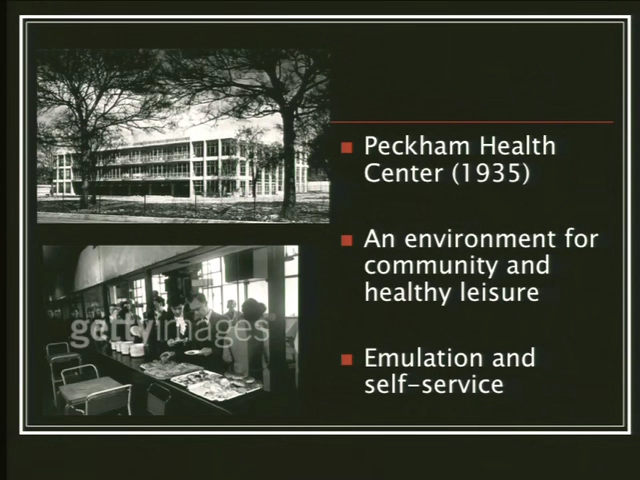 Peckham Health
Center (1935)
An environment for
community and
healthy leisure
Emulation and
self-service
gettyimages